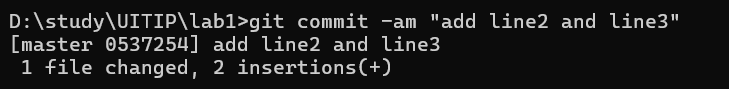 D:\study\UITIP\lab1>git commit -am "add line2 and line3"
[master 0537254] add line2 and line3
 1 file changed, 2 insertions(+)